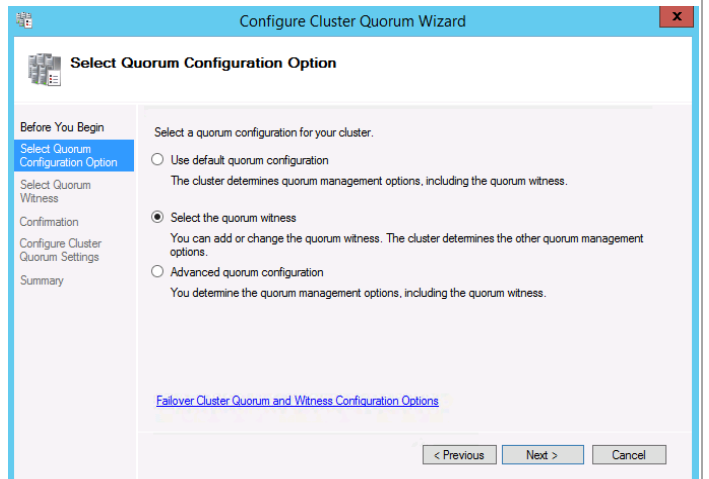 Configure Cluster Quorum Wizard
x
Select Quorum Configuration Option
Before You Begin
Select Quorum
Configuration Option
Select Quorum
Witness
Confirmation
Configure Cluster
Quorum Settings
Summary
Select a quorum configuration for your cluster.
Use default quorum configuration
The cluster determines quorum management options, including the quorum witness.
Select the quorum witness
You can add or change the quorum witness. The cluster determines the other quorum management
options.
Advanced quorum configuration
You determine the quorum management options, including the quorum witness.
Failover Cluster Quorum and Witness Configuration Options
< Previous
Next >
Cancel